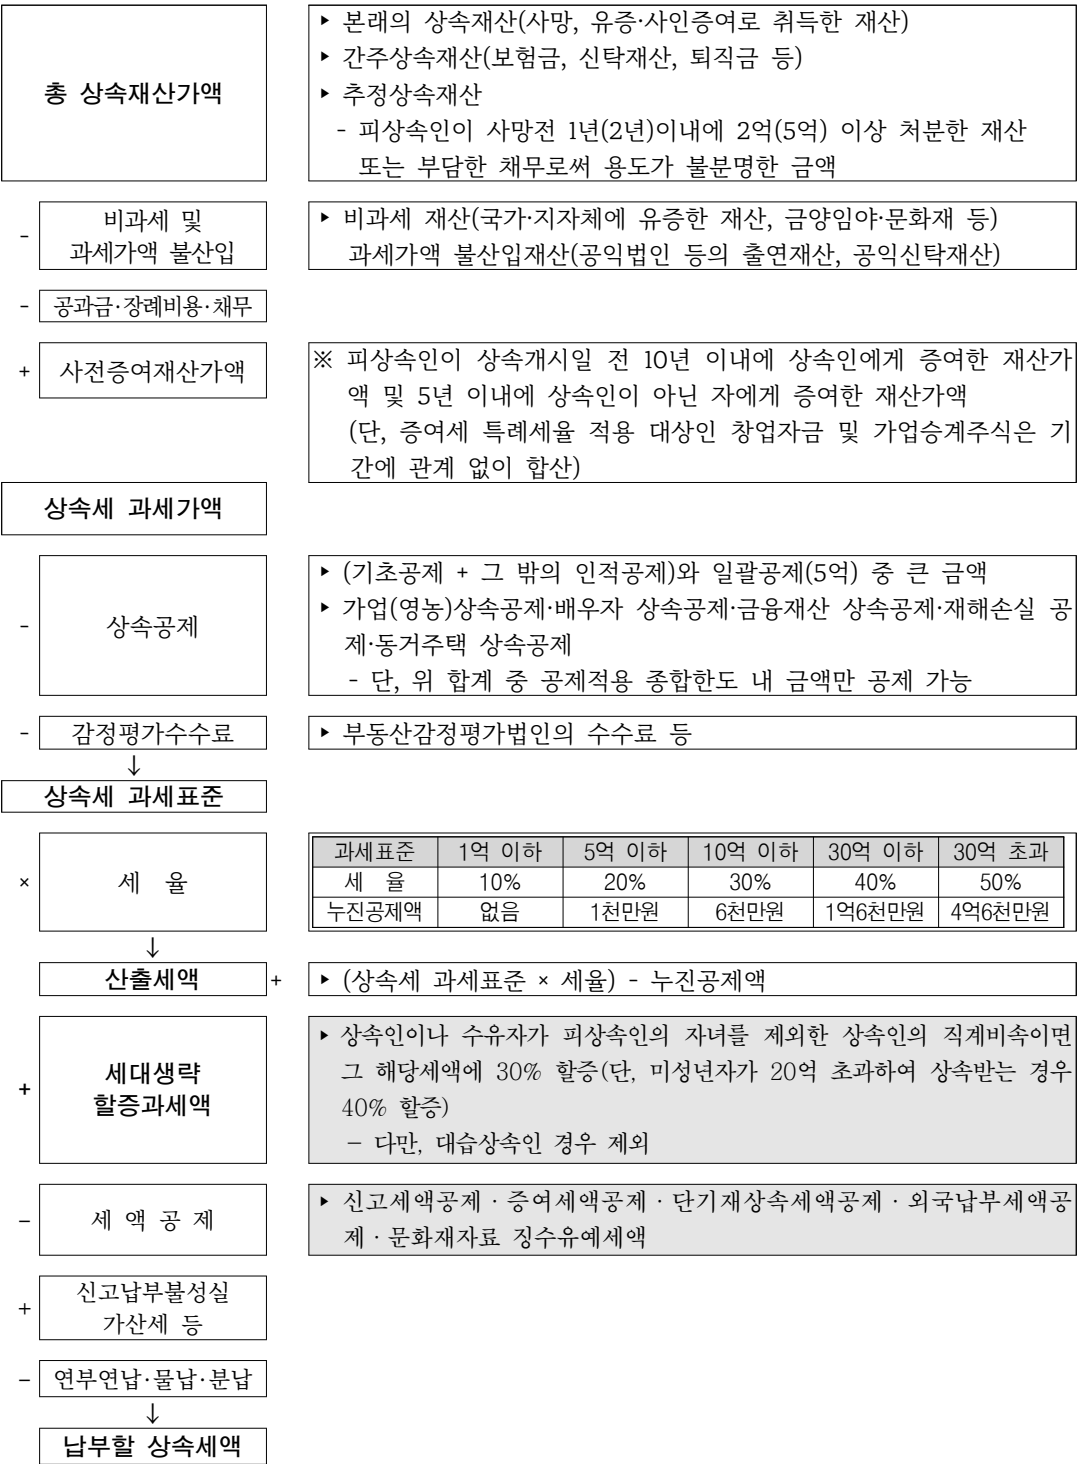 총 상속재산가액
▸ 본래의 상속재산(사망, 유증·사인증여로 취득한 재산)
▸ 간주상속재산(보험금, 신탁재산, 퇴직금 등)
▸ 추정상속재산
- 피상속인이 사망전 1년(2년)이내에 2억(5억) 이상 처분한 재산
또는 부담한 채무로써 용도가 불분명한 금액
-
비과세 및
과세가액 불산입
▸ 비과세 재산(국가·지자체에 유증한 재산, 금양임야·문화재 등)
과세가액 불산입재산(공익법인 등의 출연재산, 공익신탁재산)
- 공과금·장례비용·채무
+ 사전증여재산가액
※ 피상속인이 상속개시일 전 10년 이내에 상속인에게 증여한 재산가
액 및 5년 이내에 상속인이 아닌 자에게 증여한 재산가액
(단, 증여세 특례세율 적용 대상인 창업자금 및 가업승계주식은 기
간에 관계 없이 합산)
상속세 과세가액
- 상속공제
▸ (기초공제 + 그 밖의 인적공제)와 일괄공제(5억) 중 큰 금액
▸ 가업(영농)상속공제·배우자 상속공제·금융재산 상속공제·재해손실 공
제·동거주택 상속공제
- 단, 위 합계 중 공제적용 종합한도 내 금액만 공제 가능
- 감정평가수수료
▸ 부동산감정평가법인의 수수료 등
↓
상속세 과세표준
× 세 율
과세표준 1억 이하 5억 이하 10억 이하 30억 이하 30억 초과
세 율 10% 20% 30% 40% 50%
누진공제액 없음 1천만원 6천만원 1억6천만원 4억6천만원
↓
산출세액 +
▸ (상속세 과세표준 × 세율) - 누진공제액
+
세대생략
할증과세액
▸ 상속인이나 수유자가 피상속인의 자녀를 제외한 상속인의 직계비속이면
그 해당세액에 30% 할증(단, 미성년자가 20억 초과하여 상속받는 경우
40% 할증)
- 다만, 대습상속인 경우 제외
- 세 액 공 제
▸ 신고세액공제·증여세액공제·단기재상속세액공제·외국납부세액공
제·문화재자료 징수유예세액
+
신고납부불성실
가산세 등
- 연부연납·물납·분납
↓
납부할 상속세액